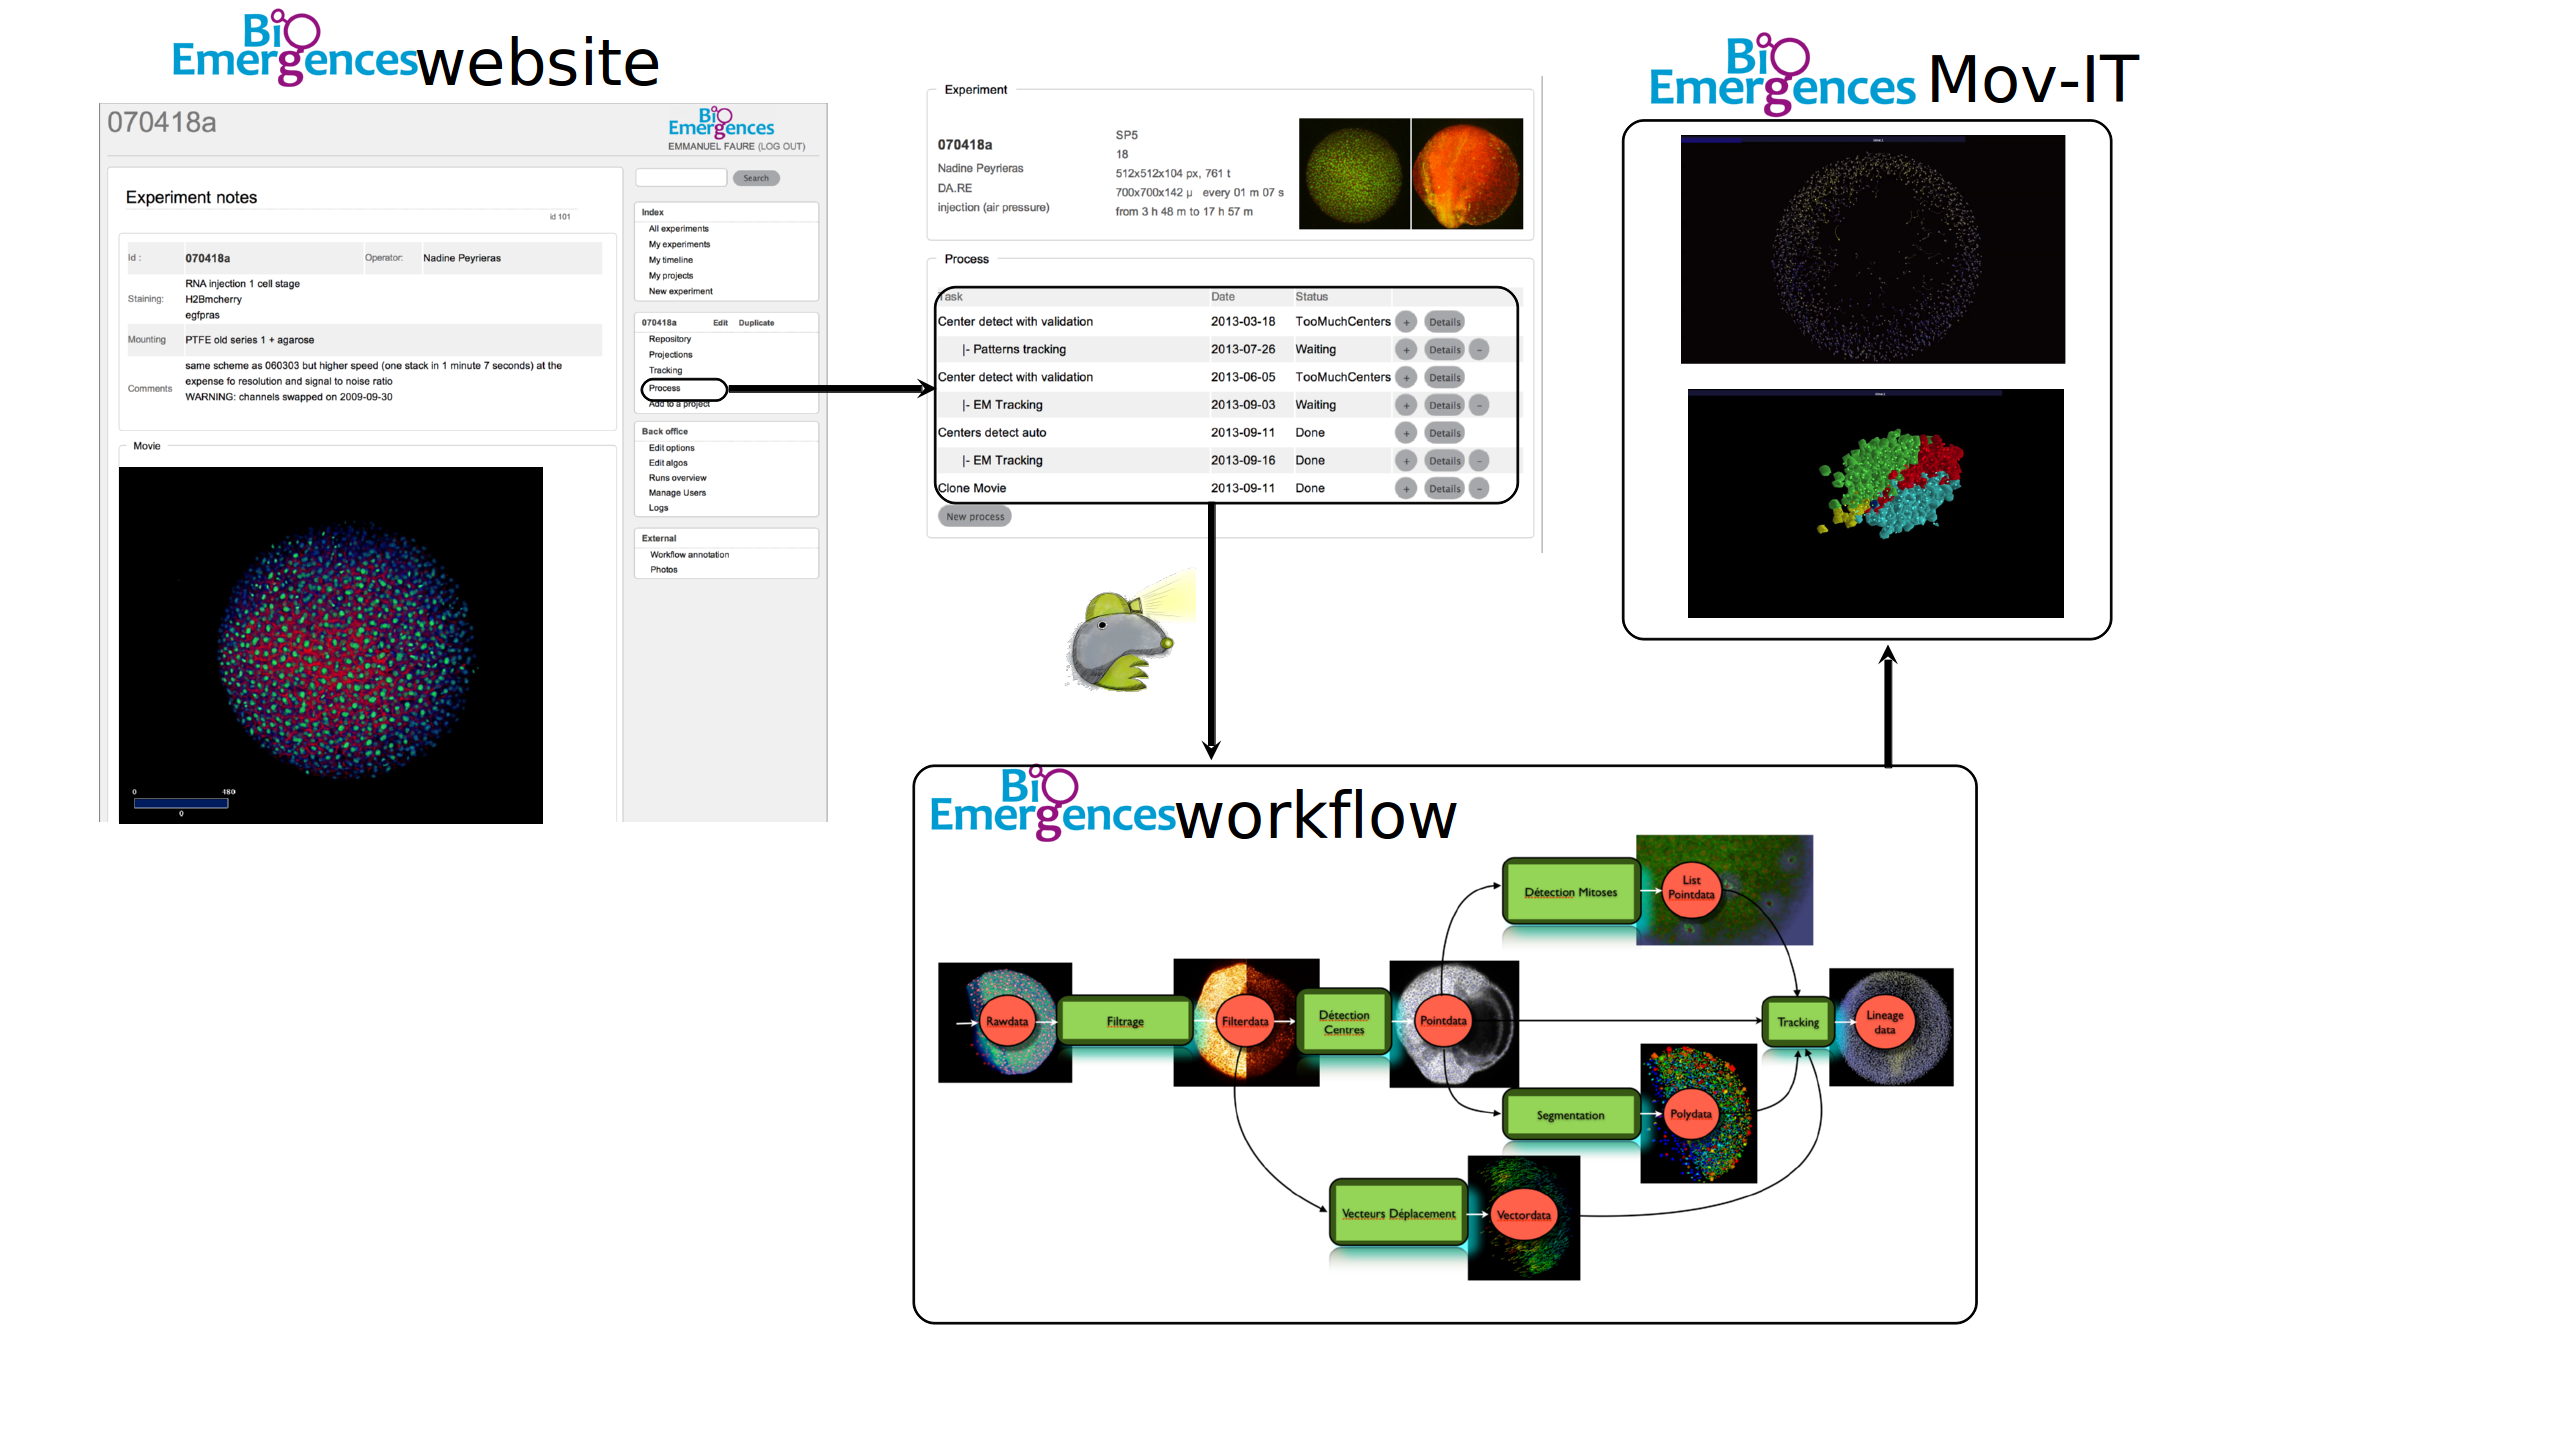 BioEmergences website
070418a
BioEmergences
EMMANUEL FAURE (LOG OUT)
Experiment notes
id 101
Id : 070418a Operator: Nadine Peyrieras
Staining: RNA injection 1 cell stage
H2Bmcherry
egfpras
Mounting PTFE old series 1 + agarose
Comments same scheme as 060303 but higher speed (one stack in 1 minute 7 seconds) at the
expense fo resolution and signal to noise ratio
WARNING: channels swapped on 2009-09-30
Movie
0 480
0
Search
Index
All experiments
My experiments
My timeline
My projects
New experiment
070418a Edit Duplicate
Repository
Projections
Tracking
Process
Add to a project
Back office
Edit options
Edit algos
Runs overview
Manage Users
Logs
External
Workflow annotation
Photos
Experiment
070418a
Nadine Peyrieras
DA.RE
injection (air pressure)
SP5
18
512x512x104 px, 761 t
700x700x142 µ every 01 m 07 s
from 3 h 48 m to 17 h 57 m
Process
Task Date Status
Center detect with validation 2013-03-18 TooMuchCenters + Details
|- Patterns tracking 2013-07-26 Waiting + Details -
Center detect with validation 2013-06-05 TooMuchCenters + Details
|- EM Tracking 2013-09-03 Waiting + Details -
Centers detect auto 2013-09-11 Done + Details
|- EM Tracking 2013-09-16 Done + Details -
Clone Movie 2013-09-11 Done + Details -
New process
BioEmergences Mov-IT
BioEmergences workflow
Détection Mitoses
List
Pointdata
Rawdata
Filtrage
Filterdata
Détection
Centres
Pointdata
Tracking
Lineage
data
Segmentation
Polydata
Vecteurs Déplacement
Vectordata